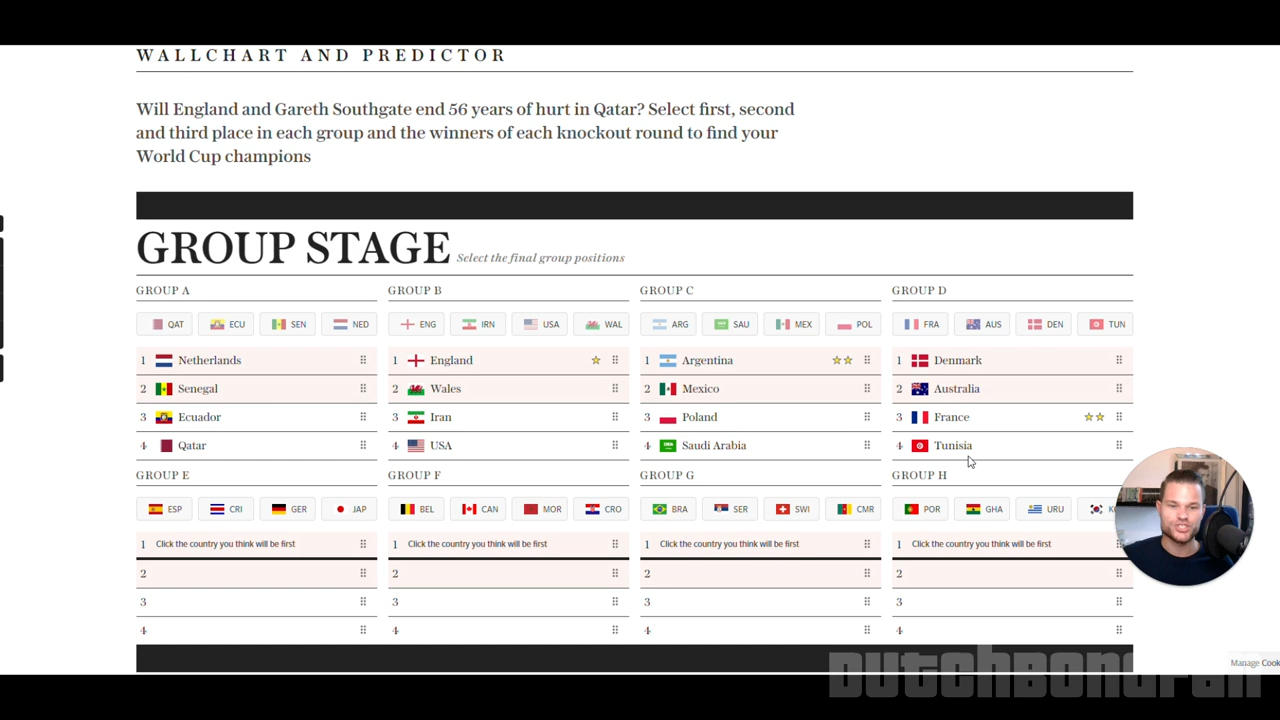 WALLCHART AND PREDICTOR
Will England and Gareth Southgate end 56 years of hurt in Qatar? Select first, second
and third place in each group and the winners of each knockout round to find your
World Cup champions
GROUP STAGE Select the final group positions
GROUP A GROUP B GROUP C GROUP D
QAT ECU SEN NED ENG IRN USA WAL ARG SAU MEX POL FRA AUS DEN TUN
1 Netherlands 1 England 1 Argentina 1 Denmark
2 Senegal 2 Wales 2 Mexico 2 Australia
3 Ecuador 3 Iran 3 Poland 3 France
4 Qatar 4 USA 4 Saudi Arabia 4 Tunisia
GROUP E GROUP F GROUP G GROUP H
ESP CRI GER JAP BEL CAN MOR CRO BRA SER SWI CMR POR GHA URU
1 Click the country you think will be first 1 Click the country you think will be first 1 Click the country you think will be first 1 Click the country you think will be first
2 2 2 2
3 3 3 3
4 4 4 4
Manage Cook
DutchBondFan